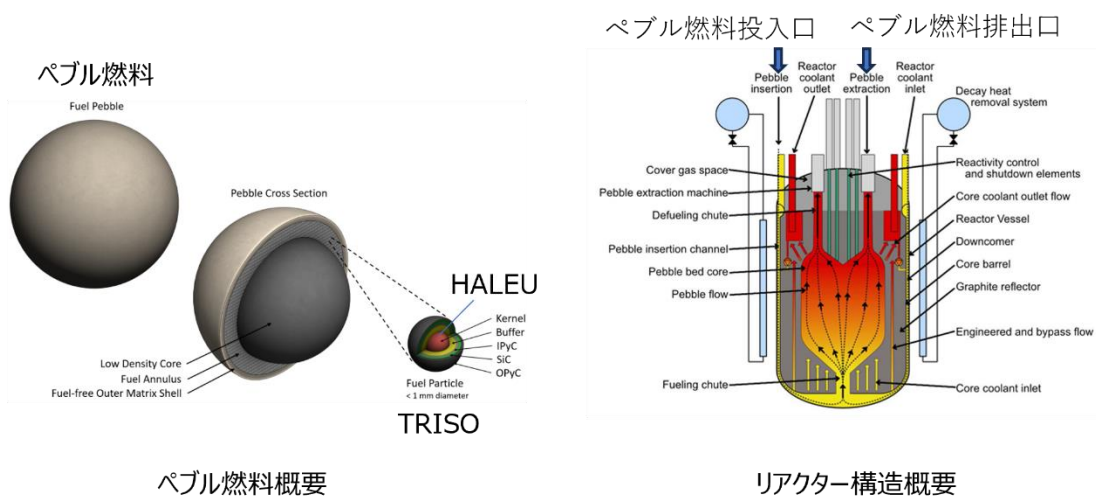 ペブル燃料
Fuel Pebble
Pebble Cross Section
Low Density Core
Fuel Annulus
Fuel-free Outer Matrix Shell
HALEU
Kernel
Buffer
IPyC
SiC
OPyC
Fuel Particle
< 1 mm diameter
TRISO
ペブル燃料概要
ペブル燃料投入口
ペブル燃料排出口
Pebble
insertion
Reactor
coolant
outlet
Pebble
extraction
Reactor
coolant
inlet
Decay heat
removal system
Cover gas space
Pebble extraction machine
Defueling chute
Pebble insertion channel
Pebble bed core
Pebble flow
Fueling chute
Reactivity control
and shutdown elements
Core coolant outlet flow
Reactor Vessel
Downcomer
Core barrel
Graphite reflector
Engineered and bypass flow
Core coolant inlet
リアクター構造概要